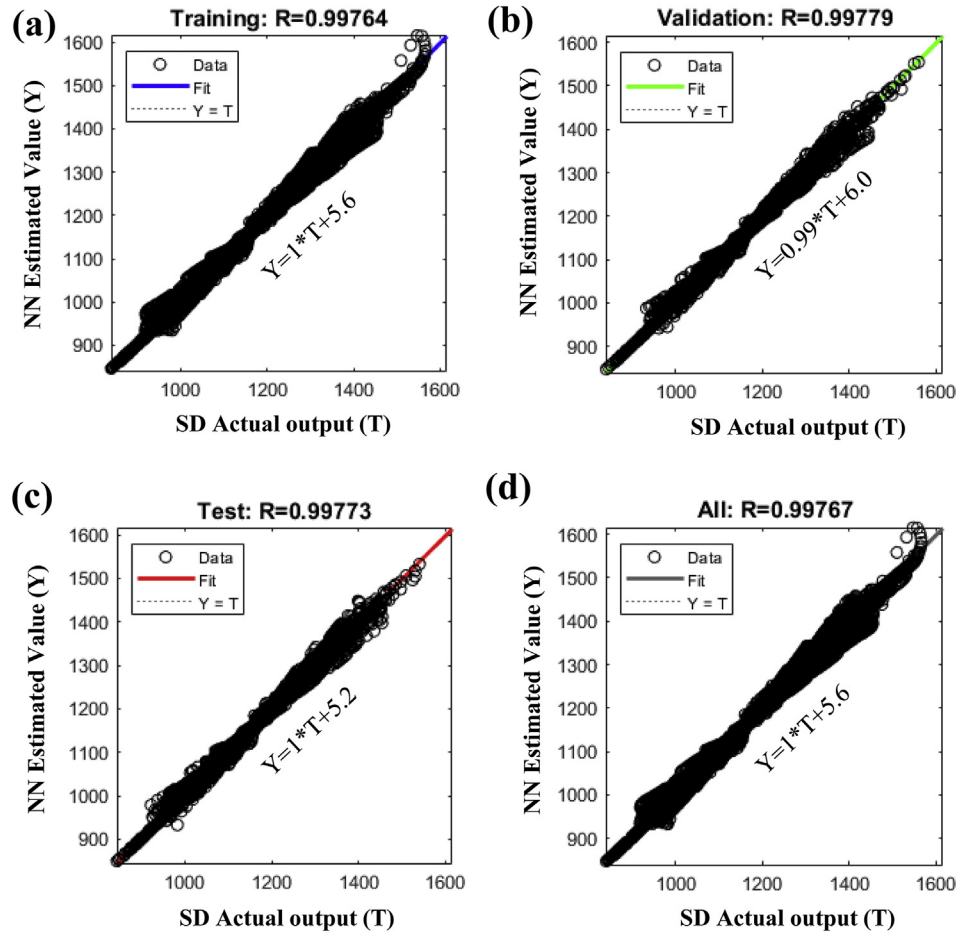 (a)
Training: R=0.99764
NN Estimated Value (Y)
1600
1500
1400
1300
1200
1100
1000
900
Data
Fit
Y = T
Y=1*T+5.6
1000 1200 1400 1600
SD Actual output (T)
(b)
Validation: R=0.99779
NN Estimated Value (Y)
1600
1500
1400
1300
1200
1100
1000
900
Data
Fit
Y = T
Y=0.99*T+6.0
1000 1200 1400 1600
SD Actual output (T)
(c)
Test: R=0.99773
NN Estimated Value (Y)
1600
1500
1400
1300
1200
1100
1000
900
Data
Fit
Y = T
Y=1*T+5.2
1000 1200 1400 1600
SD Actual output (T)
(d)
All: R=0.99767
NN Estimated Value (Y)
1600
1500
1400
1300
1200
1100
1000
900
Data
Fit
Y = T
Y=1*T+5.6
1000 1200 1400 1600
SD Actual output (T)